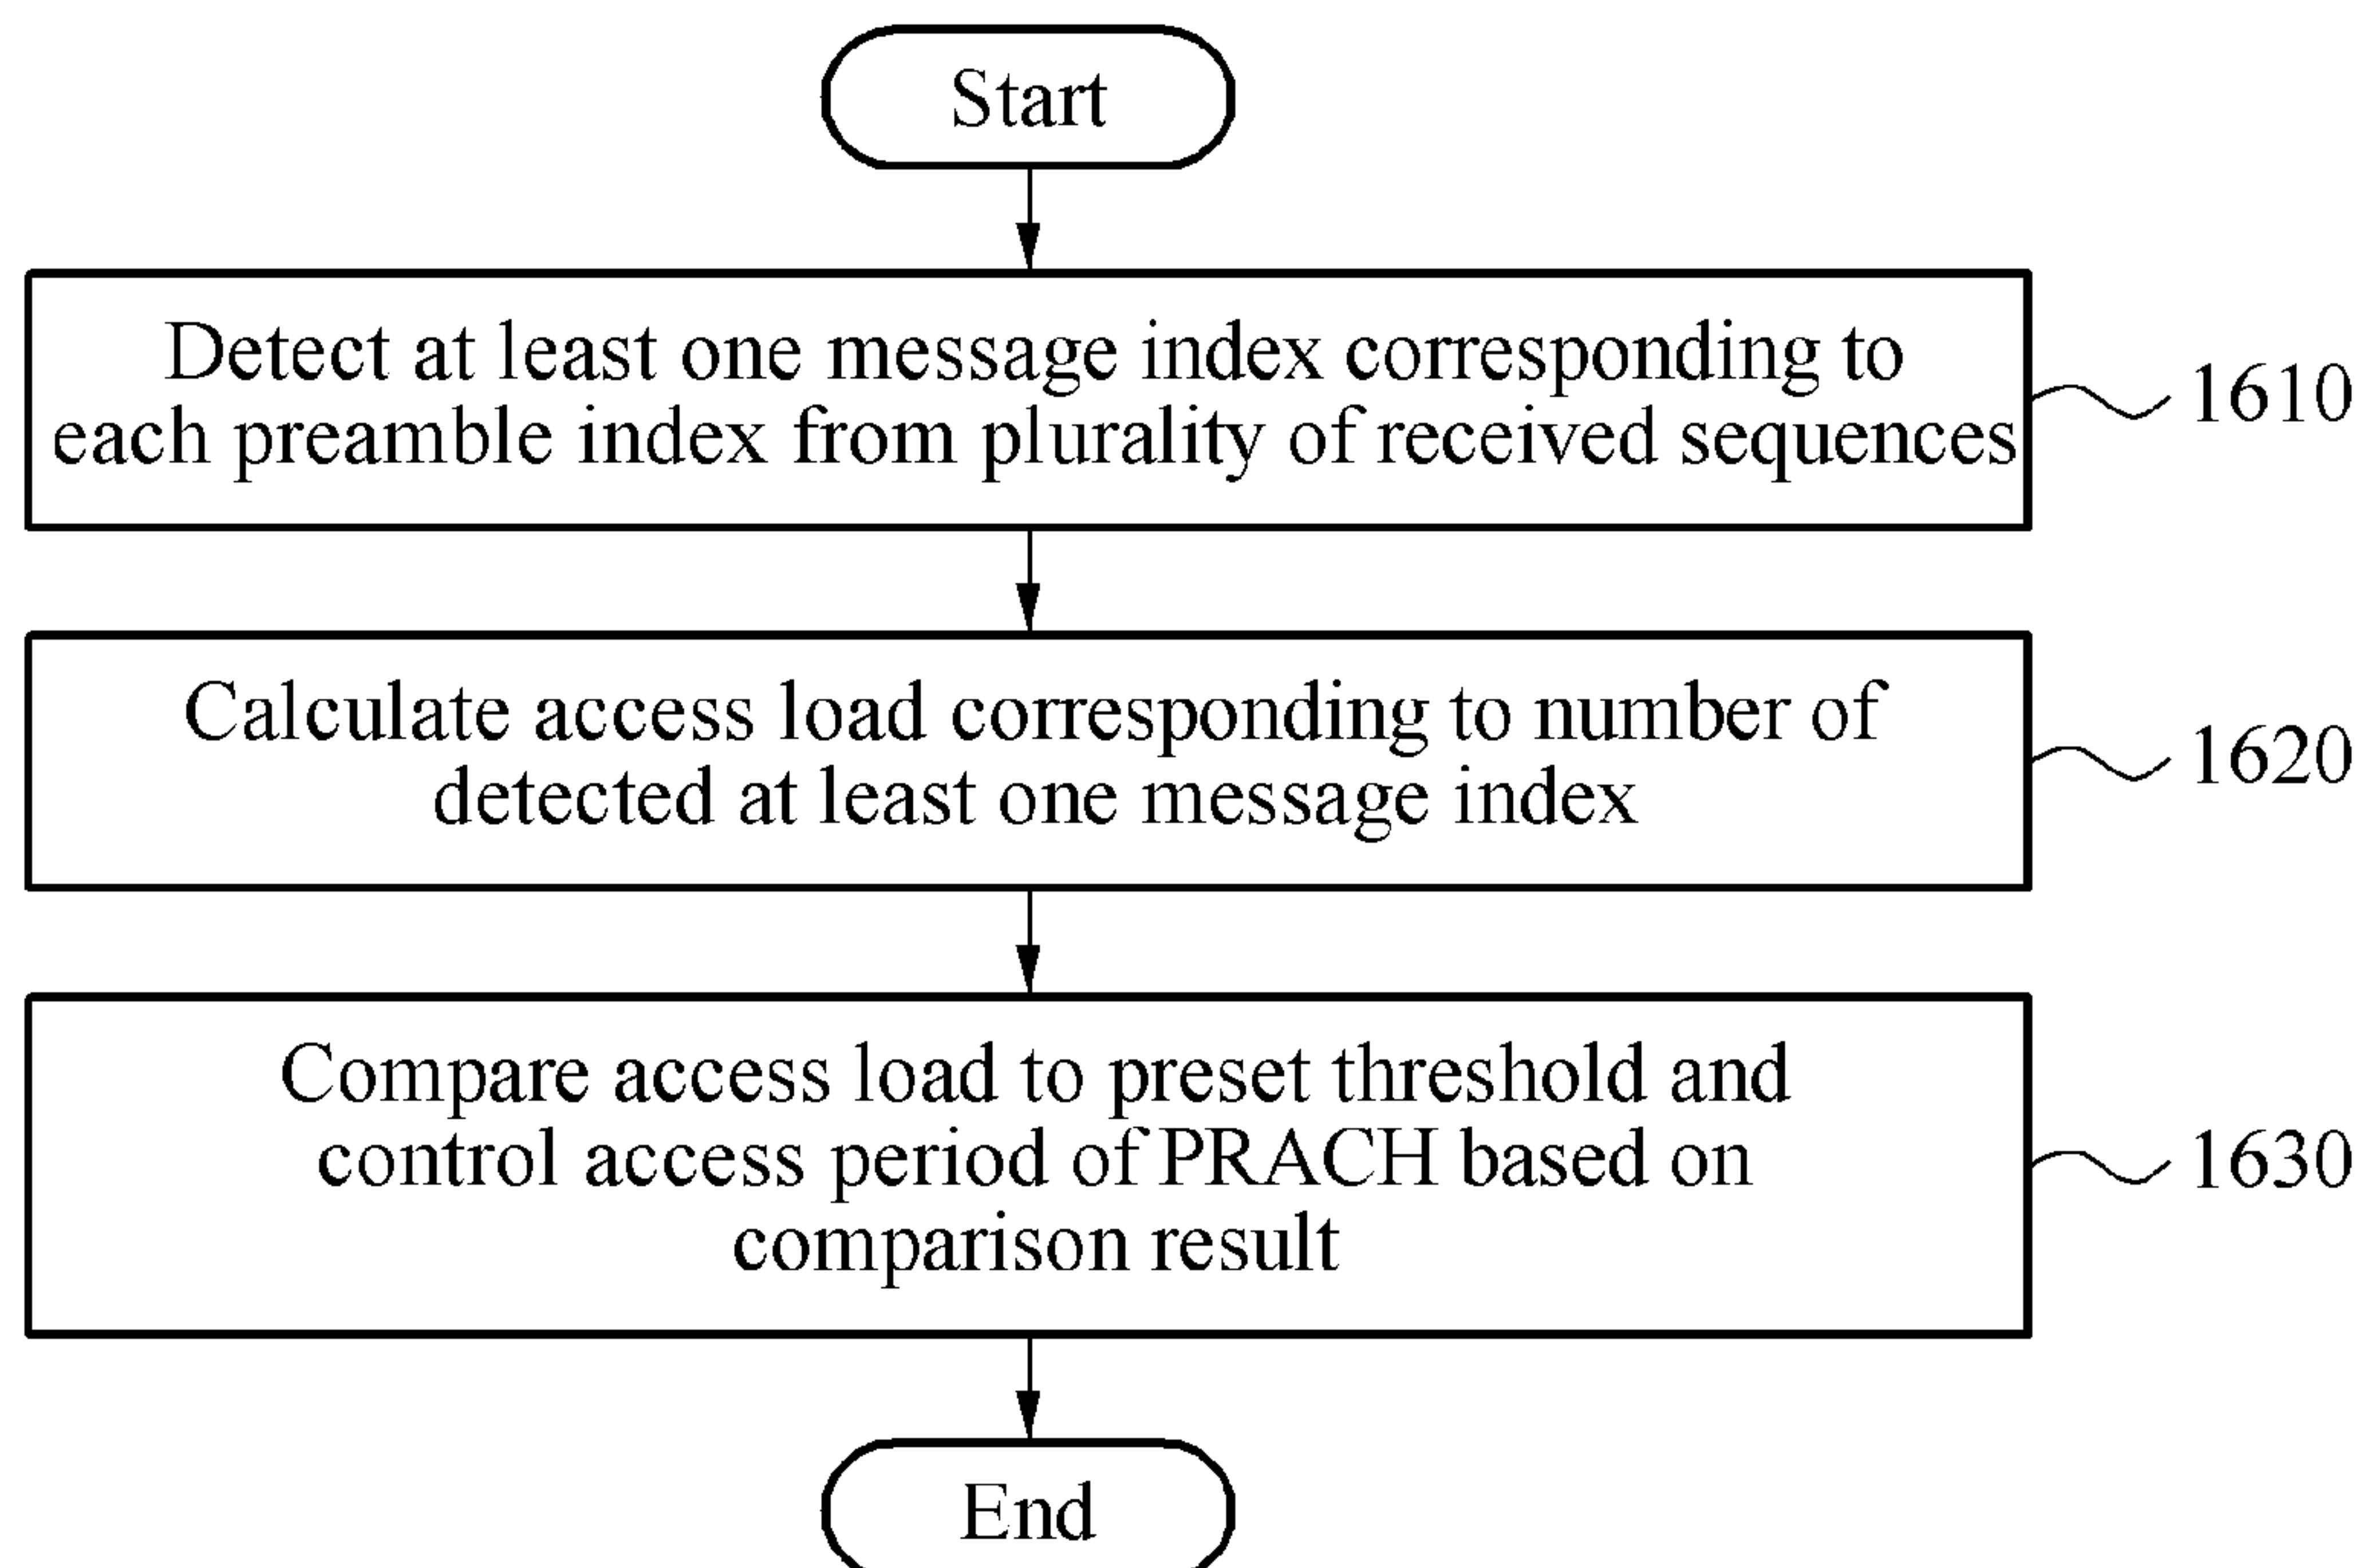 Start
Detect at least one message index corresponding to
each preamble index from plurality of received sequences
1610
Calculate access load corresponding to number of
detected at least one message index
1620
Compare access load to preset threshold and
control access period of PRACH based on
comparison result
1630
End